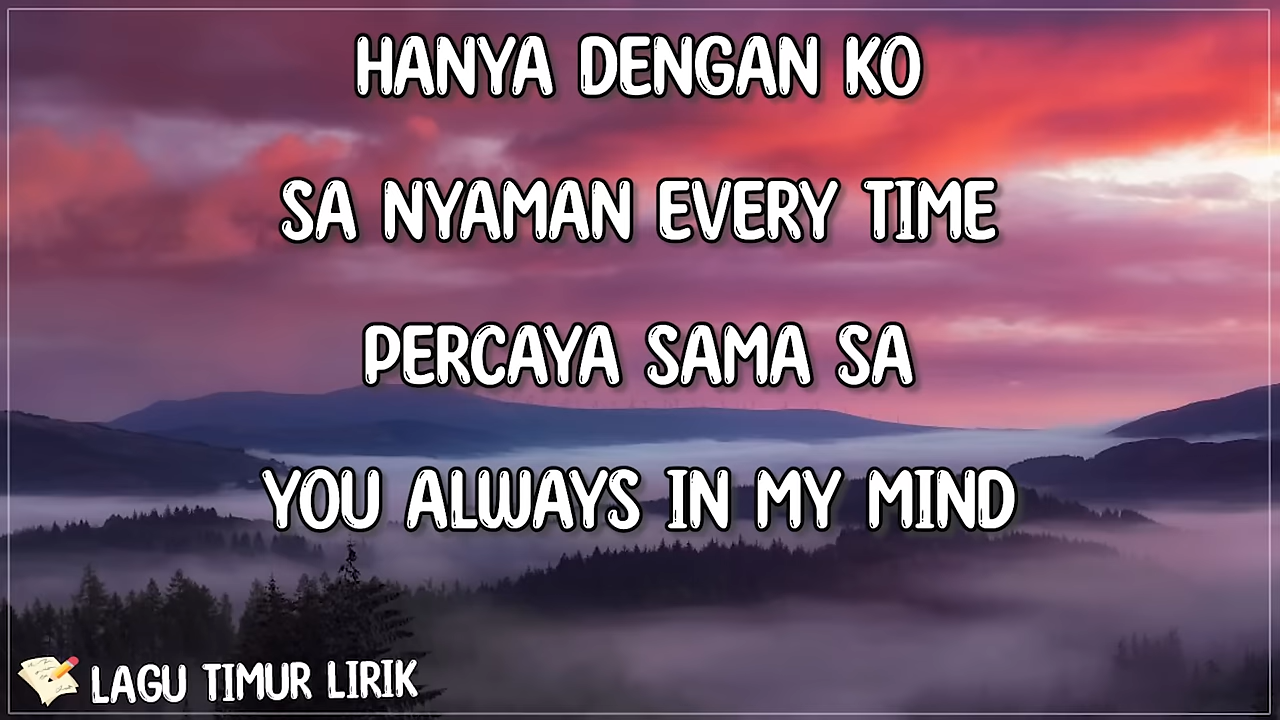 HANYA DENGAN KO
SA NYAMAN EVERY TIME
PERCAYA SAMA SA
YOU ALWAYS IN MY MIND
LAGU TIMUR LIRIK